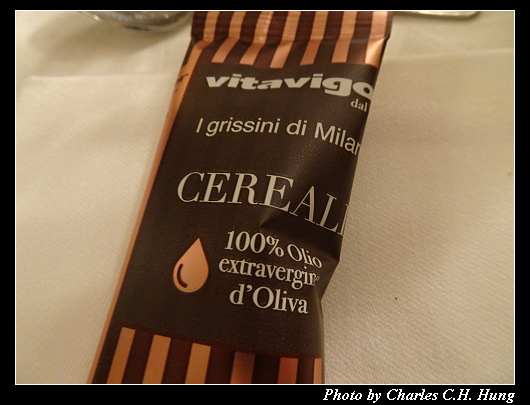 vitavigo
dal
I grissini di Milan
CEREALI
100% Olio
extravergine
d'Oliva
Photo by Charles C.H. Hung